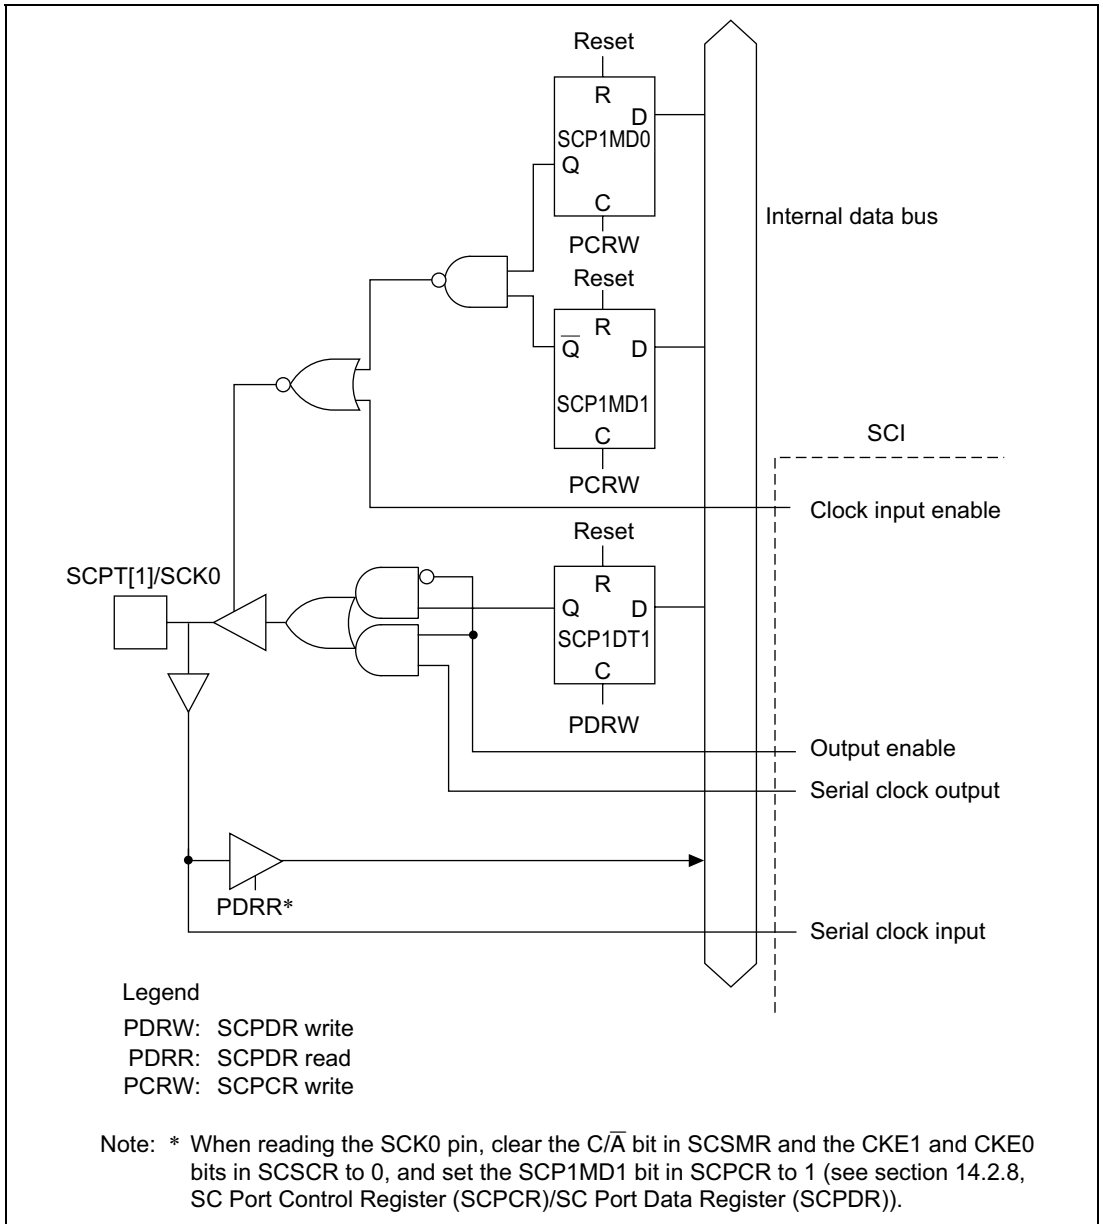 Reset
R
D
SCP1MD0
Q
C
PCRW
Internal data bus
Reset
R
Q̅ D
SCP1MD1
C
PCRW
SCI
Clock input enable
Reset
SCPT[1]/SCK0
R
Q D
SCP1DT1
C
PDRW
Output enable
Serial clock output
PDRR*
Serial clock input
Legend
PDRW: SCPDR write
PDRR: SCPDR read
PCRW: SCPCR write
Note: * When reading the SCK0 pin, clear the C/A̅ bit in SCSMR and the CKE1 and CKE0
bits in SCSCR to 0, and set the SCP1MD1 bit in SCPCR to 1 (see section 14.2.8,
SC Port Control Register (SCPCR)/SC Port Data Register (SCPDR)).